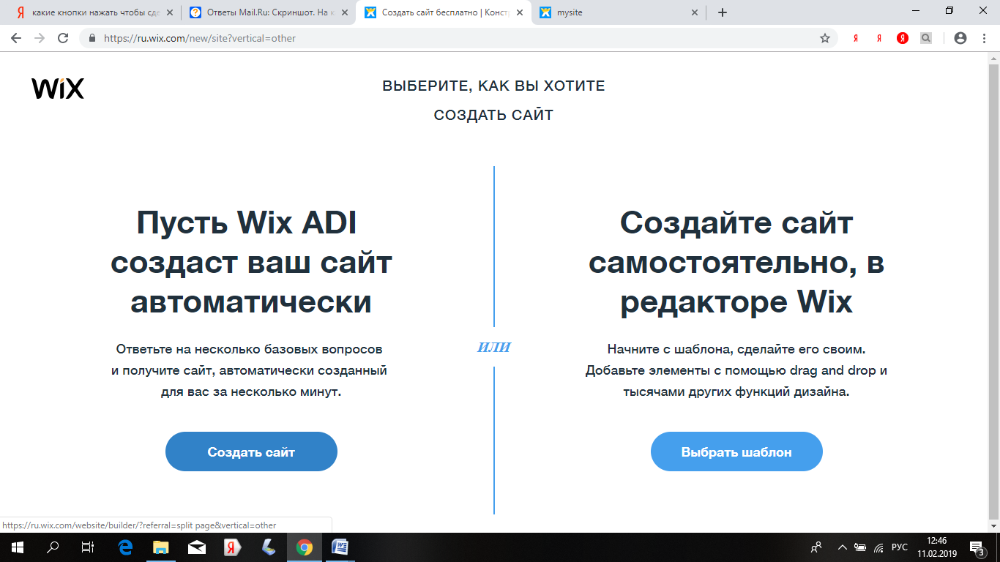 какие кнопки нажать чтобы сде
Ответы Mail.Ru: Скриншот. На к
Создать сайт бесплатно | Конст
mysite
https://ru.wix.com/new/site?vertical=other
WiX
ВЫБЕРИТЕ, КАК ВЫ ХОТИТЕ
СОЗДАТЬ САЙТ
Пусть Wix ADI
создаст ваш сайт
автоматически
Ответьте на несколько базовых вопросов
и получите сайт, автоматически созданный
для вас за несколько минут.
Создать сайт
или
Создайте сайт
самостоятельно, в
редакторе Wix
Начните с шаблона, сделайте его своим.
Добавьте элементы с помощью drag and drop и
тысячами других функций дизайна.
Выбрать шаблон
https://ru.wix.com/website/builder/?referral=split page&vertical=other
РУС
12:46
11.02.2019
3